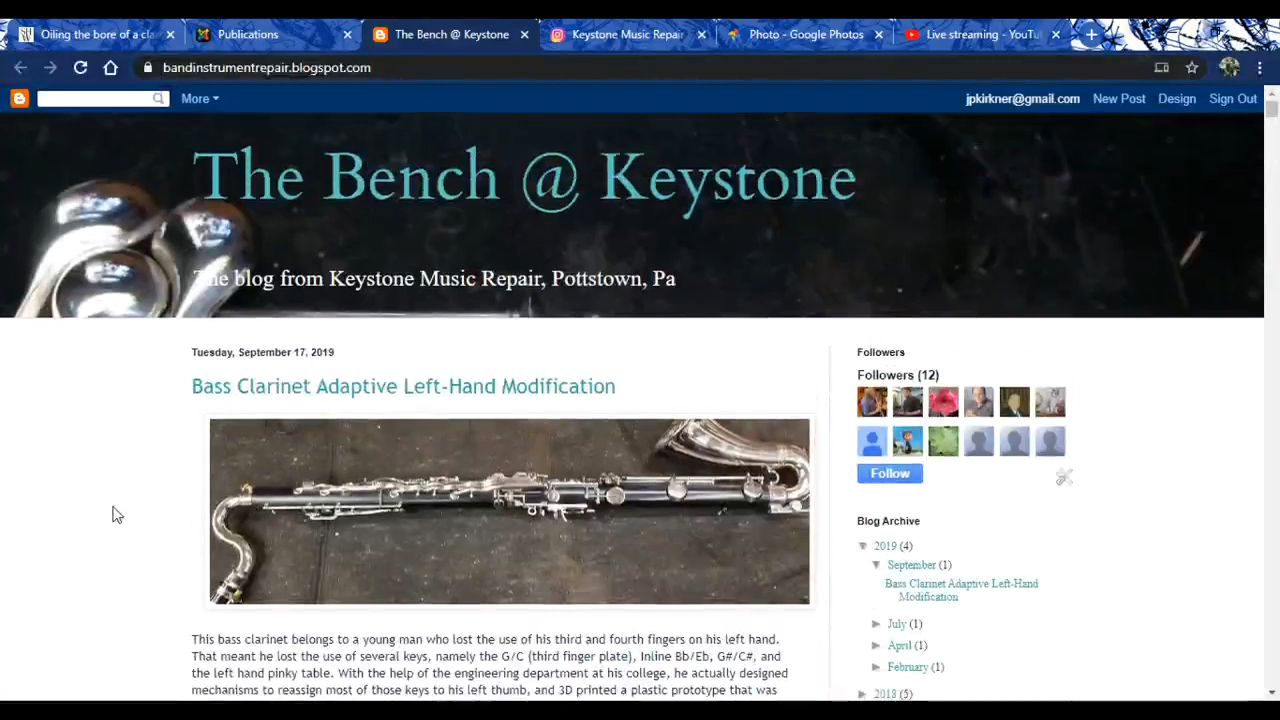 Oiling the bore of a cla
Publications
The Bench @ Keystone
Keystone Music Repair
Photo - Google Photos
Live streaming - YouTu
bandinstrumentrepair.blogspot.com
More
jpkirkner@gmail.com New Post Design Sign Out
The Bench @ Keystone
The blog from Keystone Music Repair, Pottstown, Pa
Tuesday, September 17, 2019
Bass Clarinet Adaptive Left-Hand Modification
This bass clarinet belongs to a young man who lost the use of his third and fourth fingers on his left hand.
That meant he lost the use of several keys, namely the G/C (third finger plate), Inline Bb/Eb, G#/C#, and
the left hand pinky table. With the help of the engineering department at his college, he actually designed
mechanisms to reassign most of those keys to his left thumb, and 3D printed a plastic prototype that was
Followers
Followers (12)
Follow
Blog Archive
▼ 2019 (4)
▼ September (1)
Bass Clarinet Adaptive Left-Hand
Modification
► July (1)
► April (1)
► February (1)
► 2018 (5)